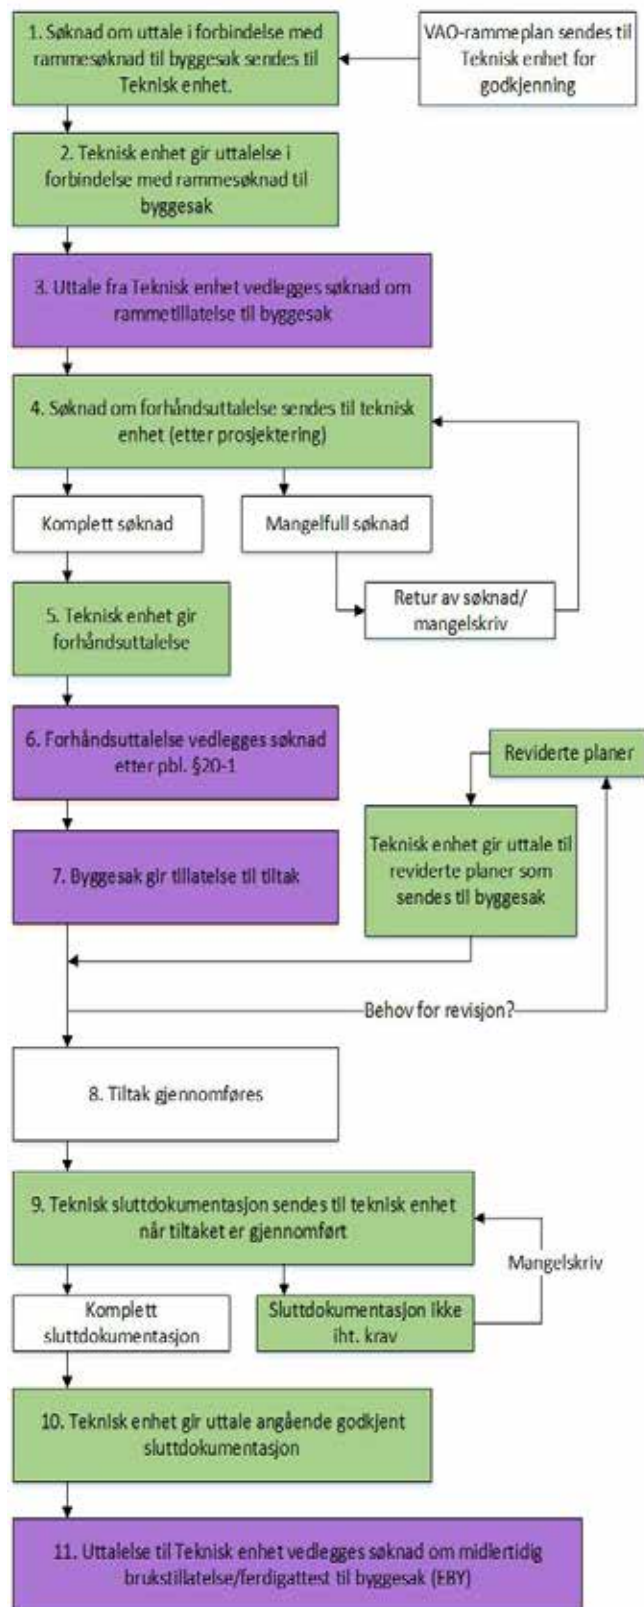 1. Søknad om uttale i forbindelse med
rammesøknad til byggesak sendes til
Teknisk enhet.
VAO-rammeplan sendes til
Teknisk enhet for
godkjenning
2. Teknisk enhet gir uttalelse i
forbindelse med rammesøknad til
byggesak
3. Uttale fra Teknisk enhet vedlegges søknad om
rammetillatelse til byggesak
4. Søknad om forhåndsuttalelse sendes til teknisk
enhet (etter prosjektering)
Komplett søknad
Mangelfull søknad
Retur av søknad/
mangelskriv
5. Teknisk enhet gir
forhåndsuttalelse
6. Forhåndsuttalelse vedlegges søknad
etter pbl. §20-1
Reviderte planer
Teknisk enhet gir uttale til
reviderte planer som
sendes til byggesak
7. Byggesak gir tillatelse til tiltak
Behov for revisjon?
8. Tiltak gjennomføres
9. Teknisk sluttdokumentasjon sendes til teknisk enhet
når tiltaket er gjennomført
Mangelskriv
Komplett
sluttdokumentasjon
Sluttdokumentasjon ikke
iht. krav
10. Teknisk enhet gir uttale angående godkjent
sluttdokumentasjon
11. Uttalelse til Teknisk enhet vedlegges søknad om midlertidig
brukstillatelse/ferdigattest til byggesak (EBY)